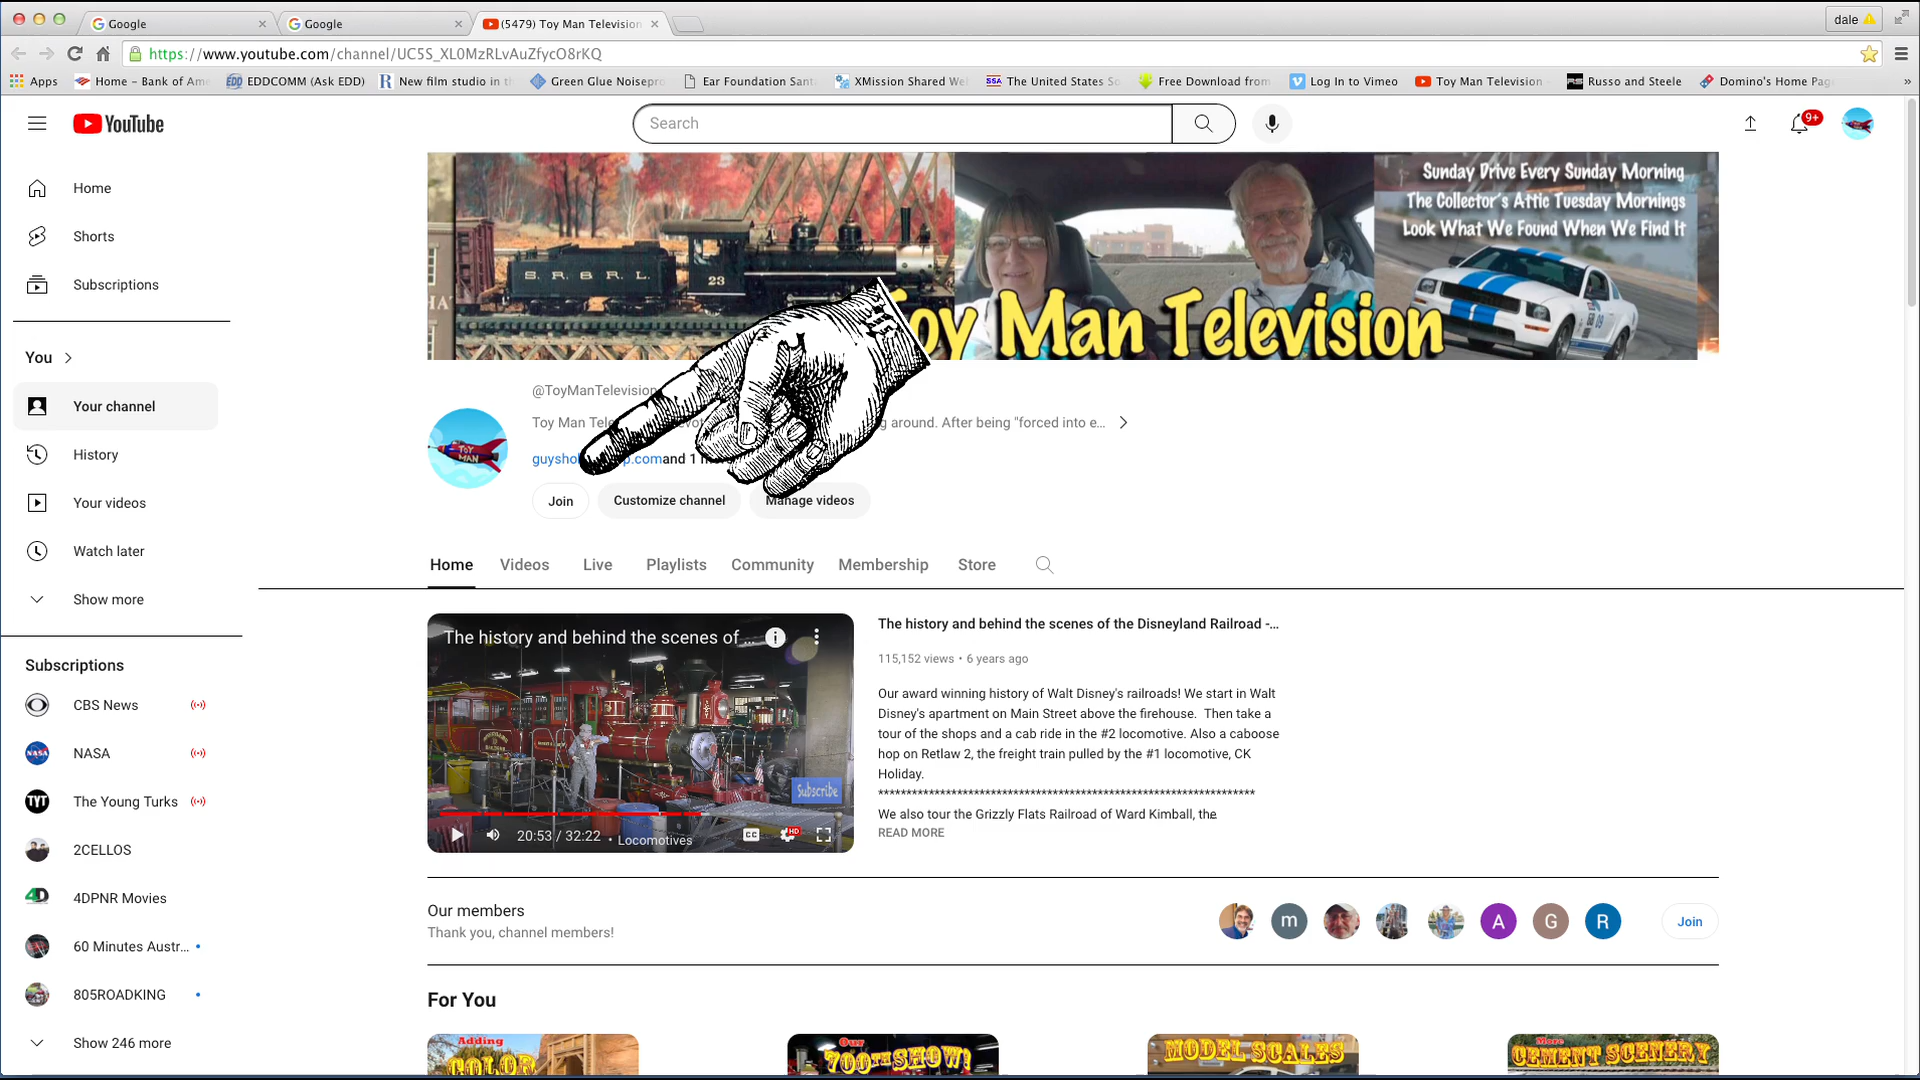 Google
Google
(5479) Toy Man Television
dale
https://www.youtube.com/channel/UC5S_XL0MzRLvAuZfycO8rKQ
Apps
Home – Bank of Am
EDDCOMM (Ask EDD)
New film studio in th
Green Glue Noisepro
Ear Foundation Sant
XMission Shared We
The United States So
Free Download from
Log In to Vimeo
Toy Man Television -
Russo and Steele
Domino's Home Pag
»
YouTube
Search
9+
Home
Shorts
Subscriptions
You
Your channel
History
Your videos
Watch later
Show more
Subscriptions
CBS News
NASA
The Young Turks
2CELLOS
4DPNR Movies
60 Minutes Austr...
805ROADKING
Show 246 more
S. R. & R. L.
23
Sunday Drive Every Sunday Morning
The Collector's Attic Tuesday Mornings
Look What We Found When We Find It
oy Man Television
@ToyManTelevision
Toy Man Tele g around. After being "forced into e...
TOY
MAN
guysho p.comand 1 m
Join
Customize channel
Manage videos
Home
Videos
Live
Playlists
Community
Membership
Store
The history and behind the scenes of ...
Subscribe
20:53 / 32:22 • Locomotives
CC
HD
The history and behind the scenes of the Disneyland Railroad -...
115,152 views • 6 years ago
Our award winning history of Walt Disney's railroads! We start in Walt
Disney's apartment on Main Street above the firehouse. Then take a
tour of the shops and a cab ride in the #2 locomotive. Also a caboose
hop on Retlaw 2, the freight train pulled by the #1 locomotive, CK
Holiday.
***************************************************************************
We also tour the Grizzly Flats Railroad of Ward Kimball, the
READ MORE
Our members
Thank you, channel members!
m
A
G
R
Join
For You
Adding
COLOR
Our
700TH SHOW!
MODEL SCALES
More
CEMENT SCENERY